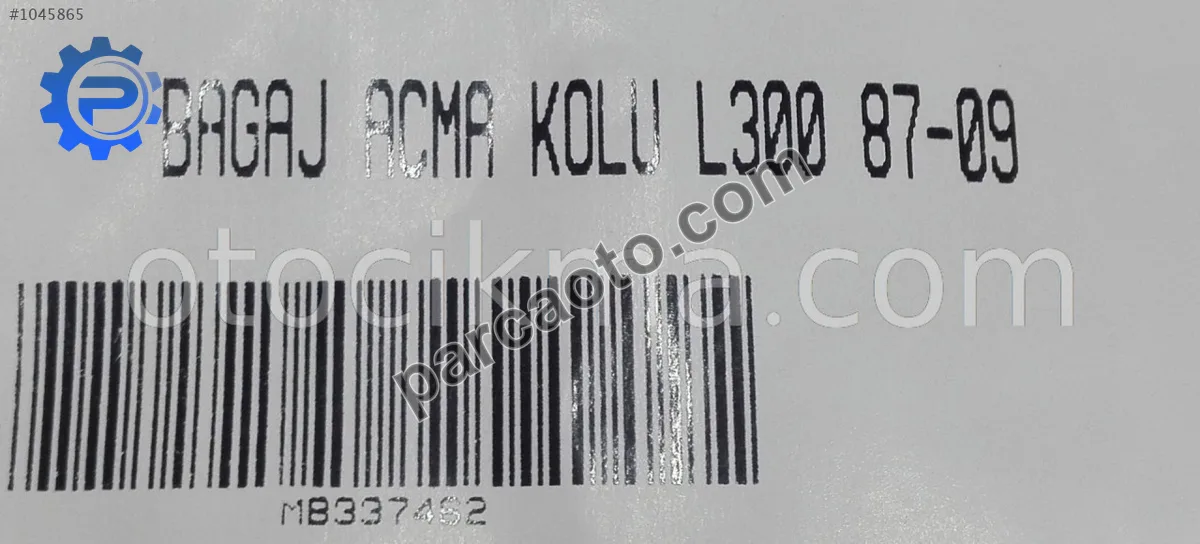 #1045865
BAGAJ ACMA KOLU L300 87-09
otocikma.com
parcaoto.com
MB337462